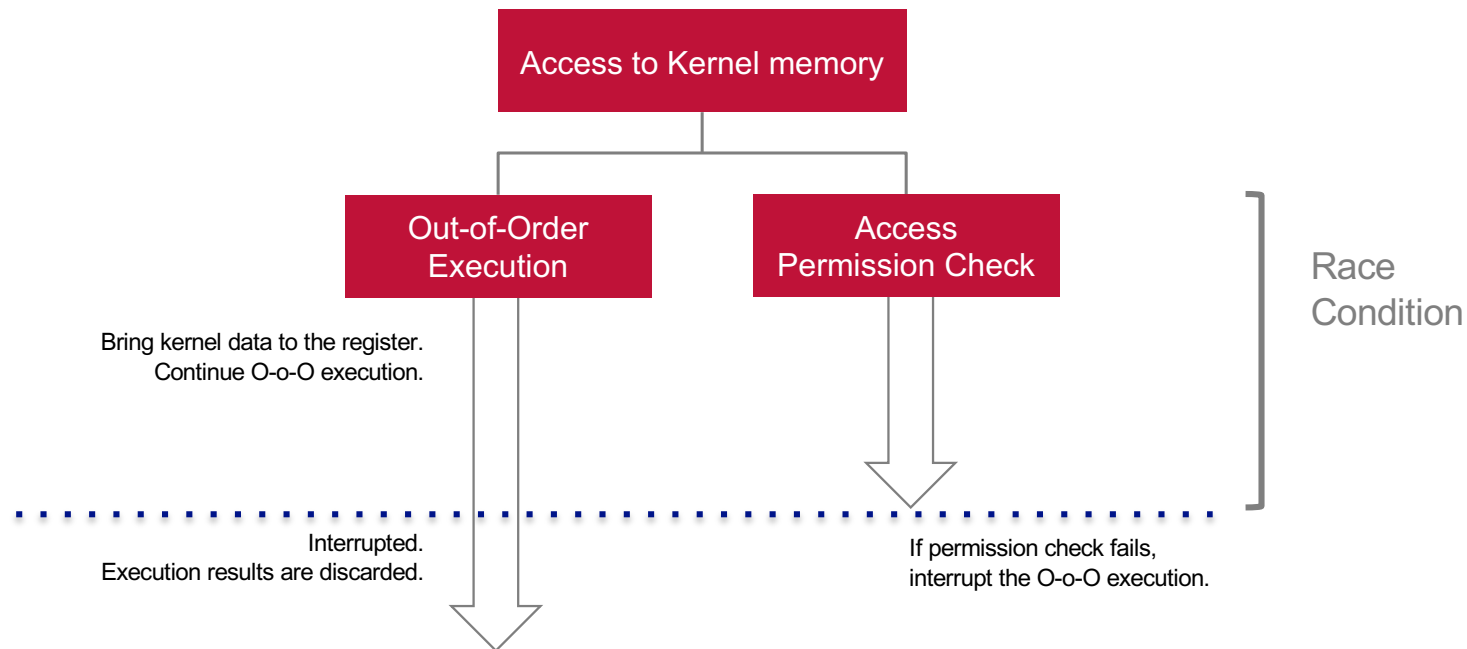 Access to Kernel memory
Out-of-Order
Execution
Access
Permission Check
Race
Condition
Bring kernel data to the register.
Continue O-o-O execution.
Interrupted.
Execution results are discarded.
If permission check fails,
interrupt the O-o-O execution.